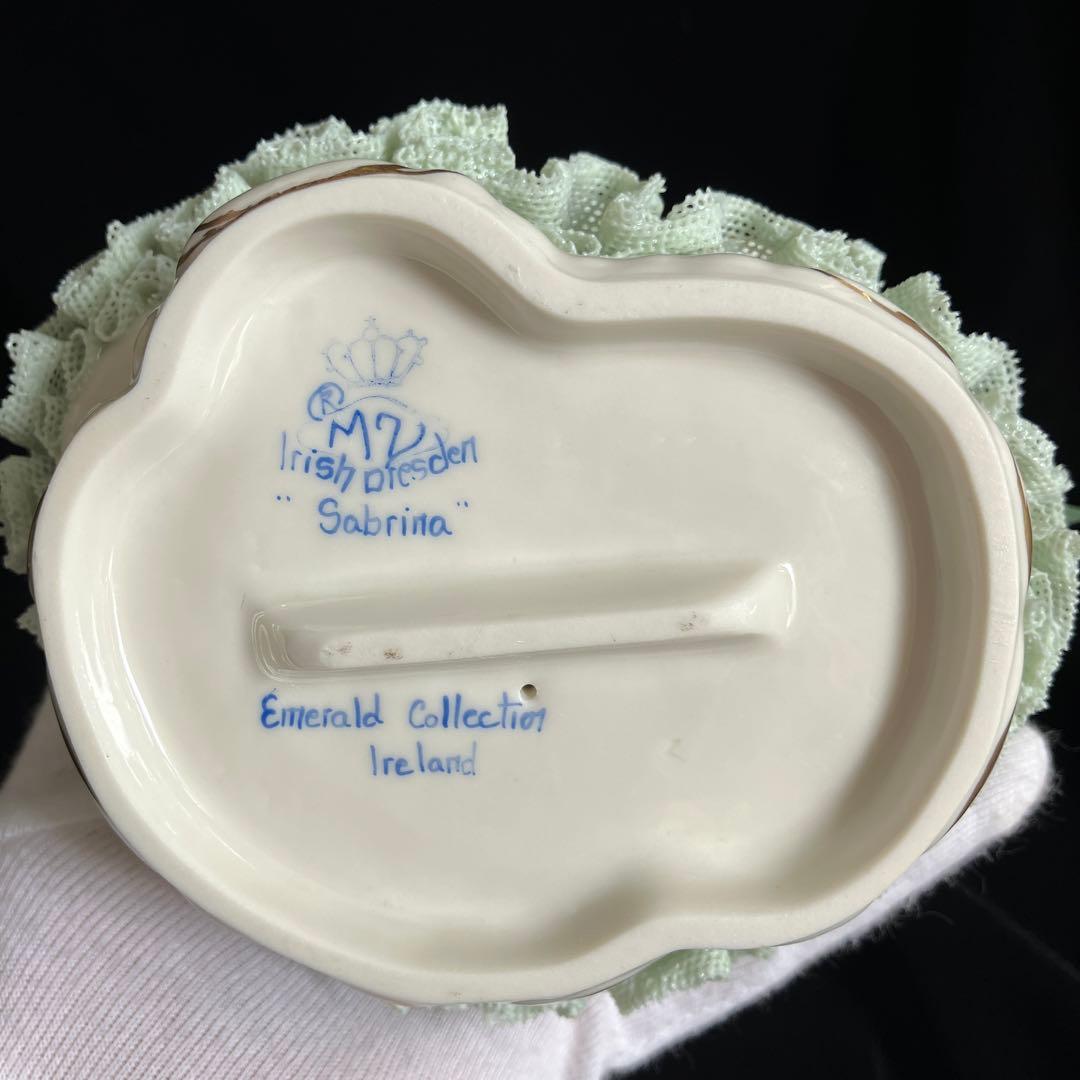 ®
MZ
Irish Dresden
"Sabrina"
Emerald Collection
Ireland